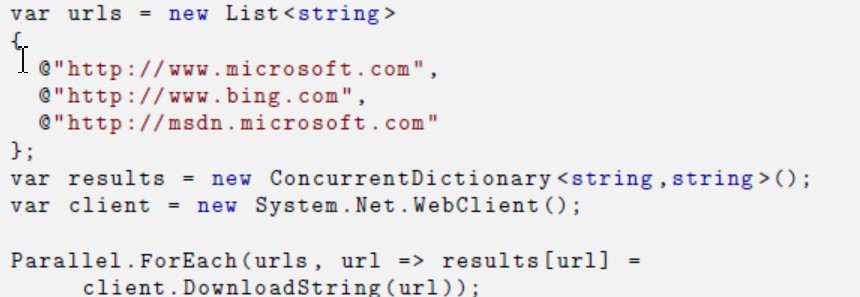 var urls = new List<string>
{
@"http://www.microsoft.com",
@"http://www.bing.com",
@"http://msdn.microsoft.com"
};
var results = new ConcurrentDictionary<string,string>();
var client = new System.Net.WebClient();
Parallel.ForEach(urls, url => results[url] =
client.DownloadString(url));